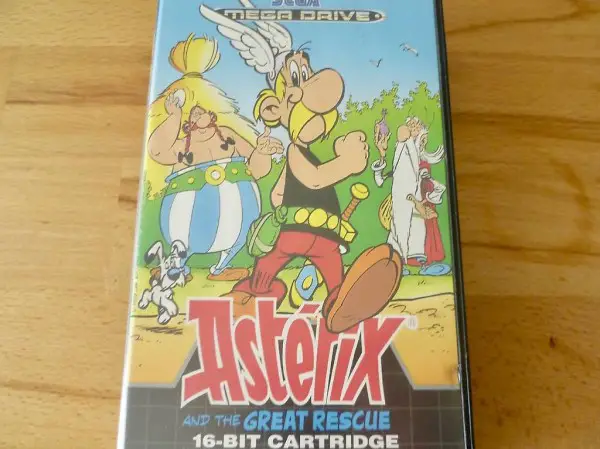 SEGA
MEGA DRIVE
Astérix®
AND THE GREAT RESCUE
16-BIT CARTRIDGE